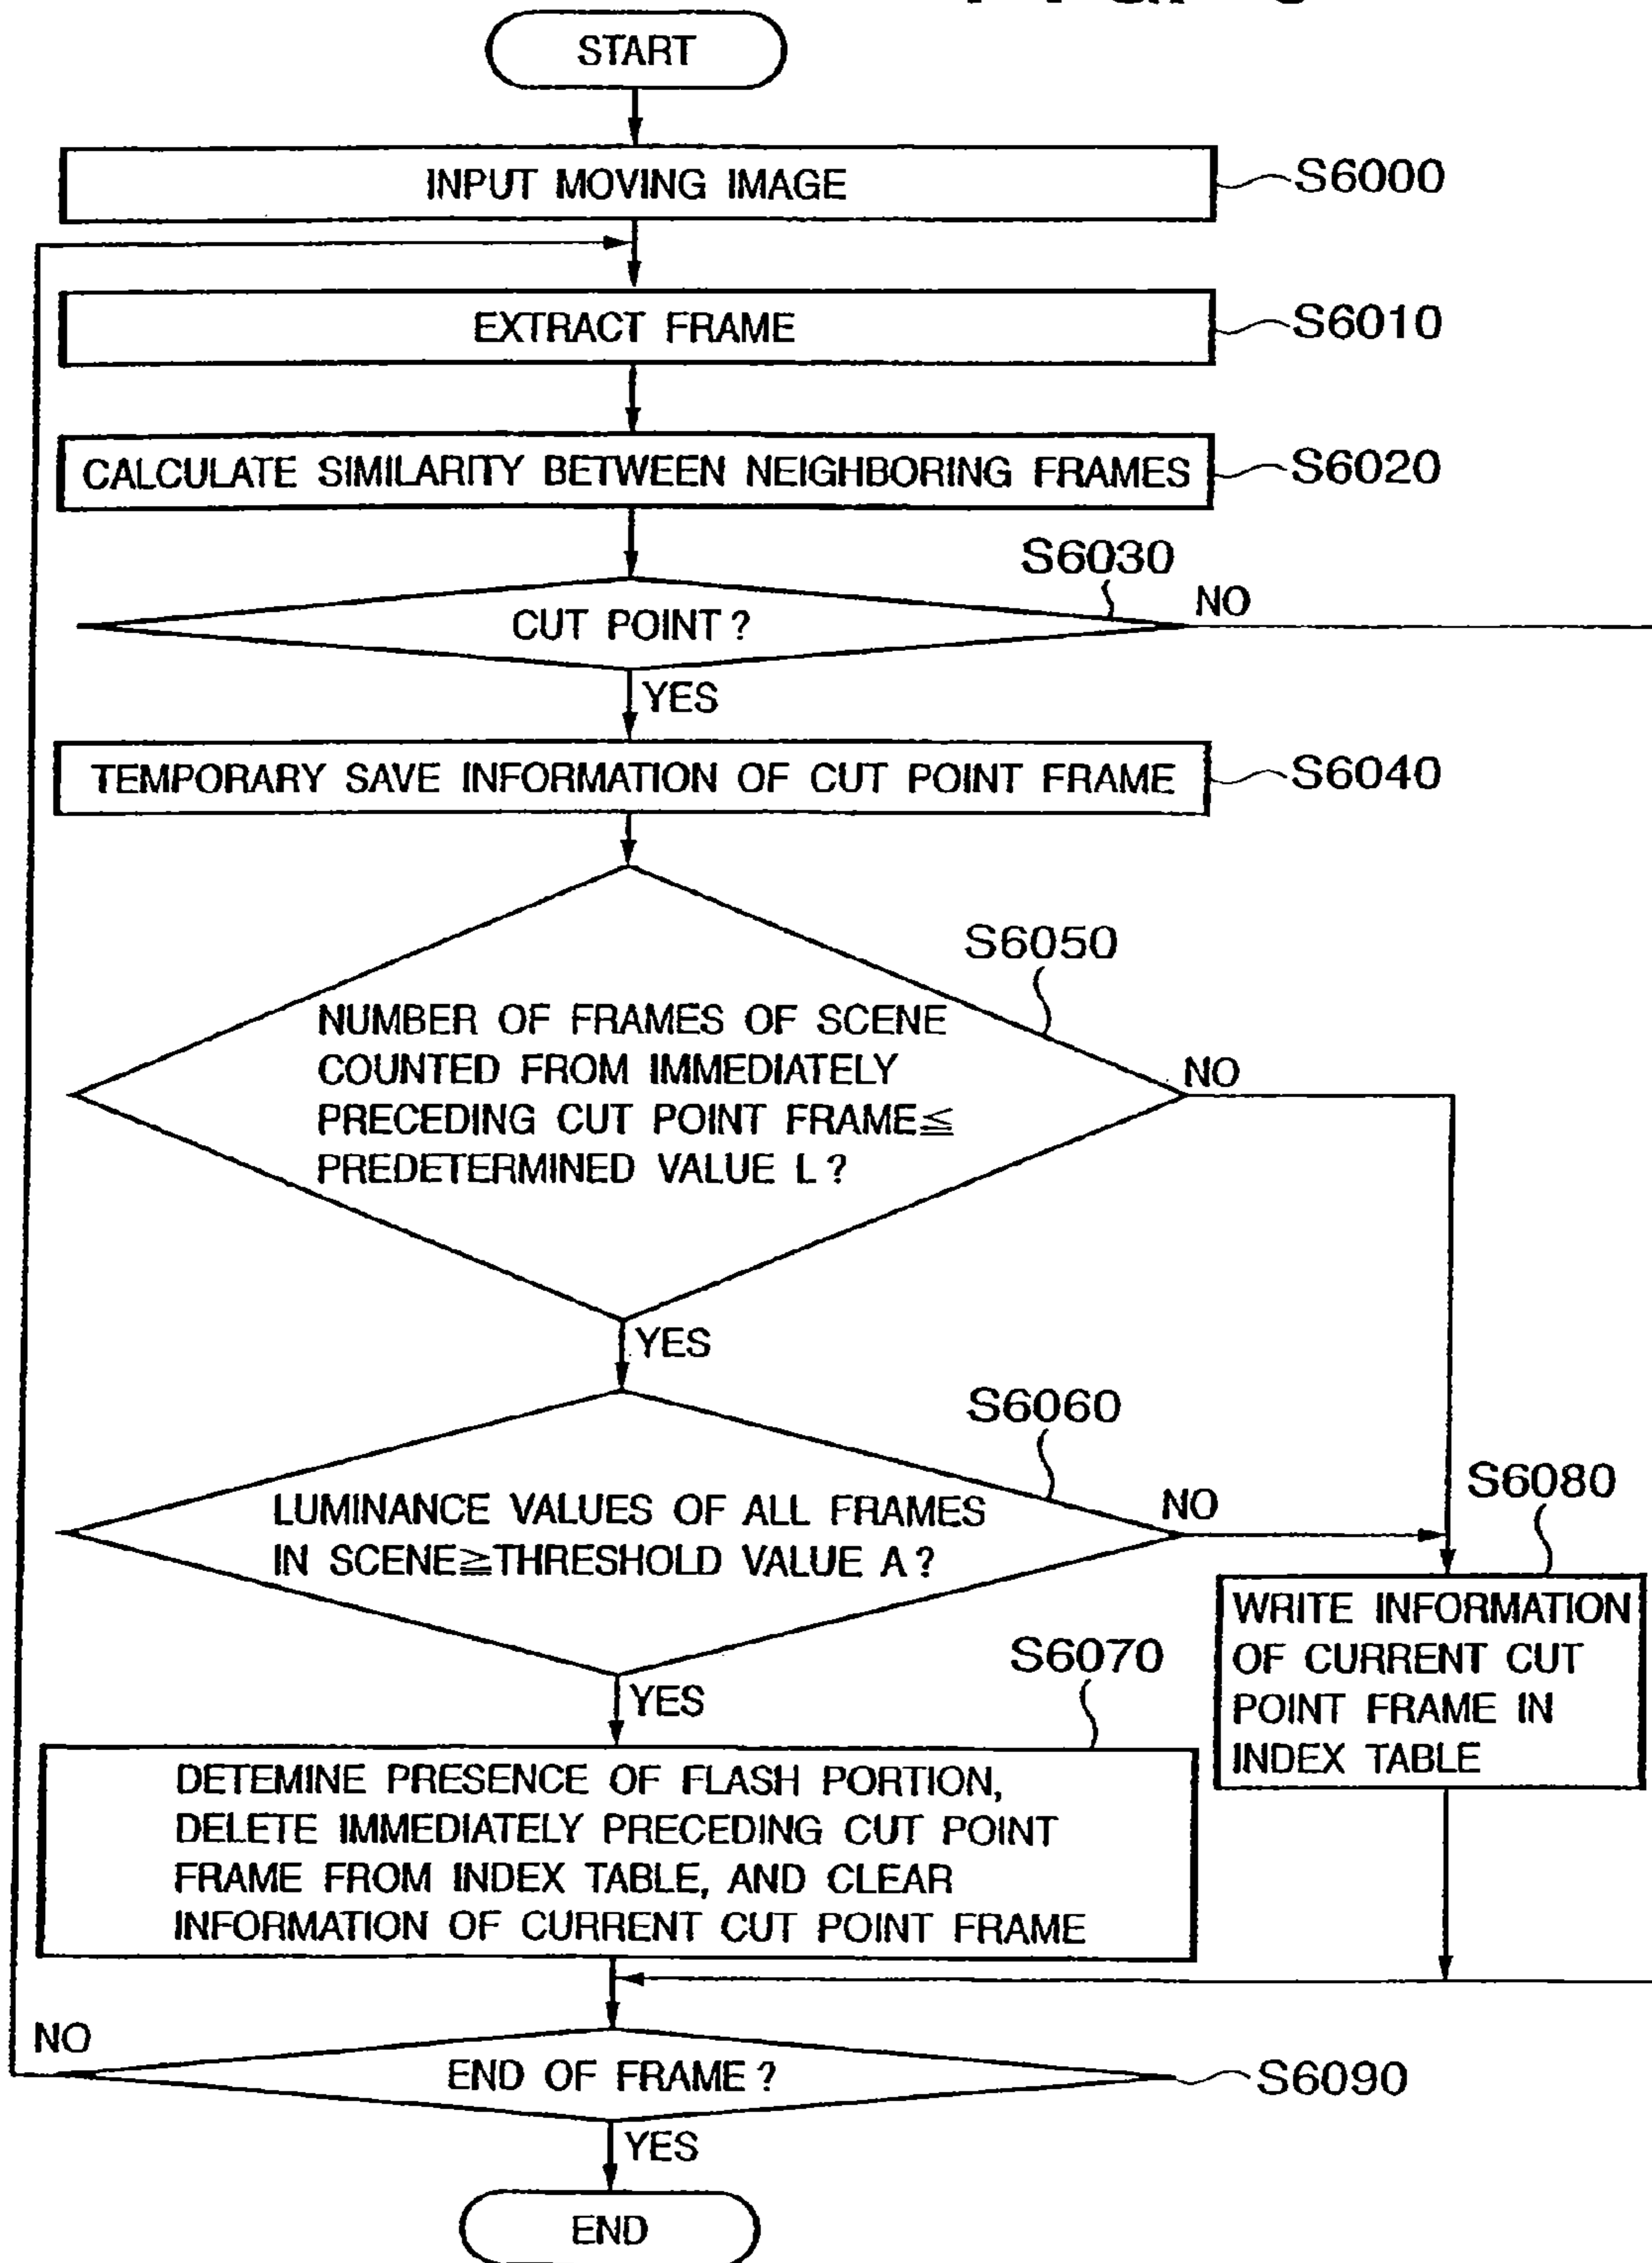 START
INPUT MOVING IMAGE
S6000
EXTRACT FRAME
S6010
CALCULATE SIMILARITY BETWEEN NEIGHBORING FRAMES
S6020
S6030
CUT POINT?
NO
YES
TEMPORARY SAVE INFORMATION OF CUT POINT FRAME
S6040
S6050
NUMBER OF FRAMES OF SCENE
COUNTED FROM IMMEDIATELY
PRECEDING CUT POINT FRAME≦
PREDETERMINED VALUE L?
NO
YES
S6060
LUMINANCE VALUES OF ALL FRAMES
IN SCENE≧THRESHOLD VALUE A?
NO
YES
S6080
WRITE INFORMATION
OF CURRENT CUT
POINT FRAME IN
INDEX TABLE
S6070
DETEMINE PRESENCE OF FLASH PORTION,
DELETE IMMEDIATELY PRECEDING CUT POINT
FRAME FROM INDEX TABLE, AND CLEAR
INFORMATION OF CURRENT CUT POINT FRAME
NO
END OF FRAME?
S6090
YES
END